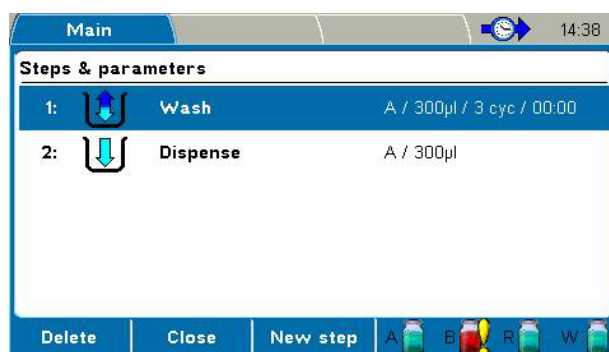 Main 14:38
Steps & parameters
1: Wash A / 300µl / 3 cyc / 00:00
2: Dispense A / 300µl
Delete Close New step A B R W